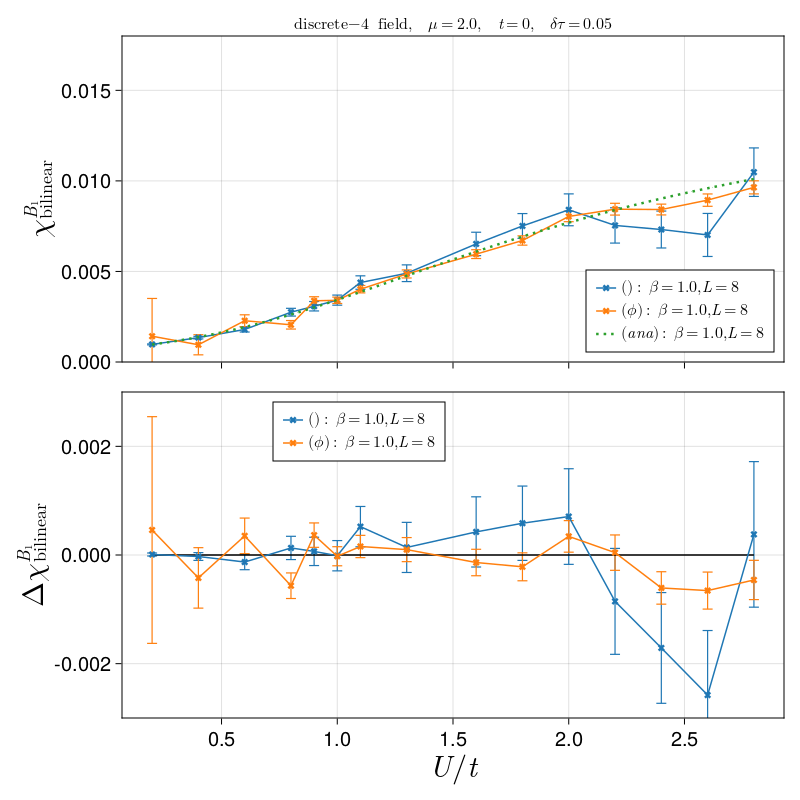 discrete−4 field, μ = 2.0, t = 0, δτ = 0.05
0.015
0.010
0.005
0.000
χ^{B_1}_{bilinear}
() : β = 1.0,L = 8
(ϕ) : β = 1.0,L = 8
(ana) : β = 1.0,L = 8
() : β = 1.0,L = 8
(ϕ) : β = 1.0,L = 8
0.002
0.000
-0.002
Δχ^{B_1}_{bilinear}
0.5 1.0 1.5 2.0 2.5
U/t